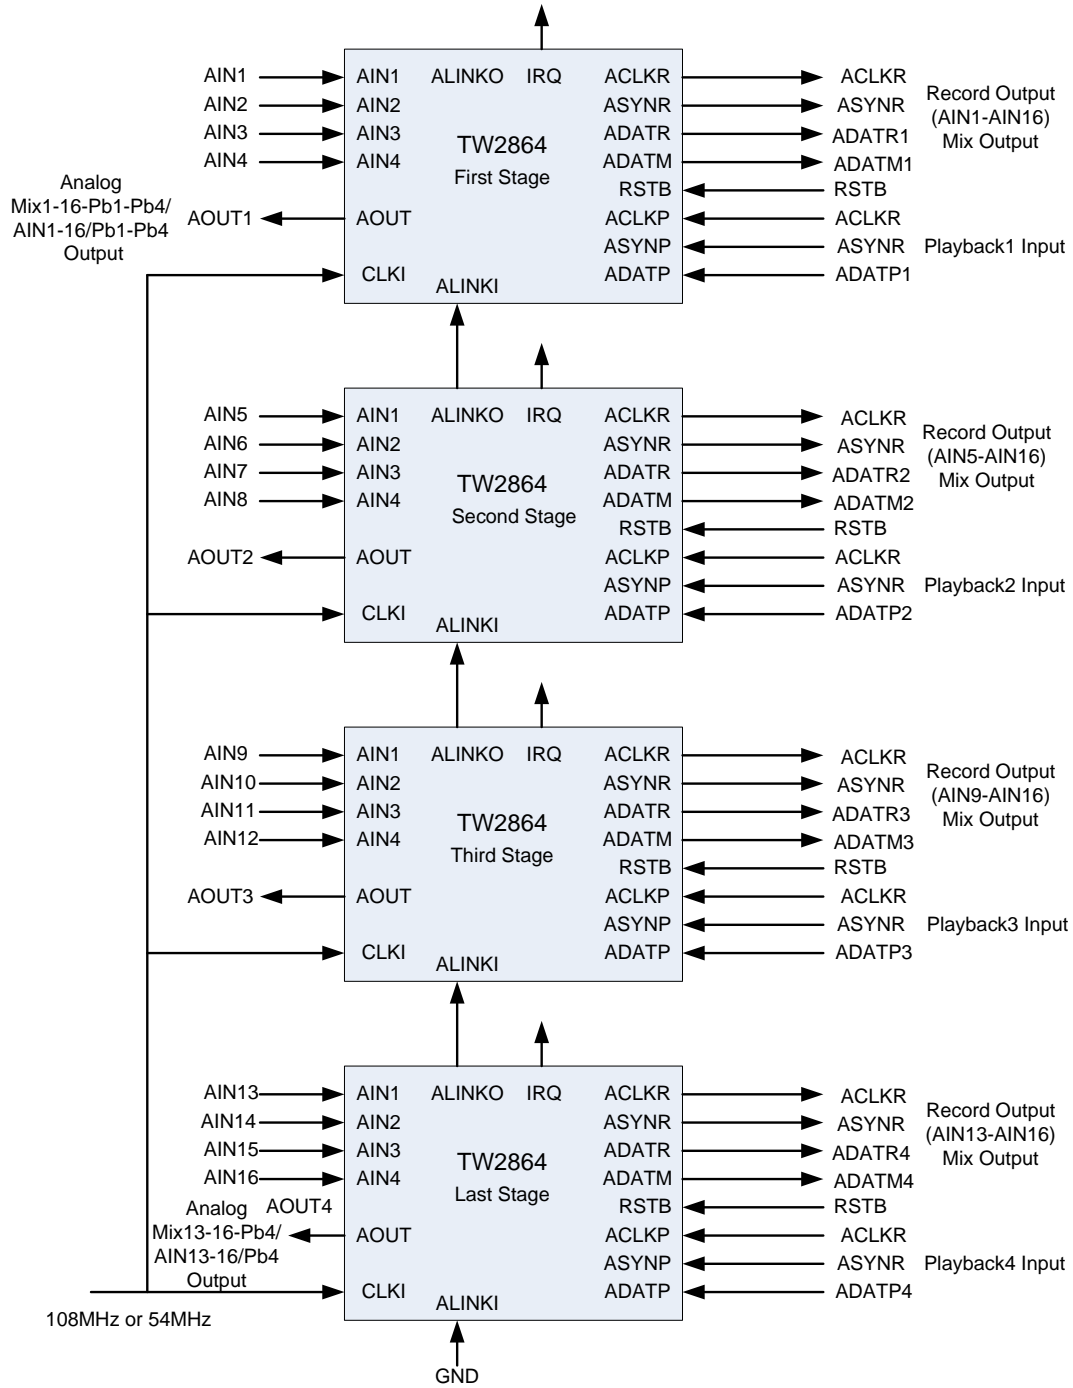 AIN1 AIN1 ALINKO IRQ ACLKR ACLKR
AIN2 AIN2 ASYNR ASYNR
AIN3 AIN3 ADATR ADATR1
AIN4 AIN4 ADATM ADATM1
TW2864
First Stage
Record Output
(AIN1-AIN16)
Mix Output
RSTB RSTB
Analog
Mix1-16-Pb1-Pb4/
AIN1-16/Pb1-Pb4
Output
AOUT1 AOUT ACLKP ACLKR
ASYNP ASYNR Playback1 Input
CLKI ADATP ADATP1
ALINKI
AIN5 AIN1 ALINKO IRQ ACLKR ACLKR
AIN6 AIN2 ASYNR ASYNR
AIN7 AIN3 ADATR ADATR2
AIN8 AIN4 ADATM ADATM2
TW2864
Second Stage
Record Output
(AIN5-AIN16)
Mix Output
RSTB RSTB
AOUT2 AOUT ACLKP ACLKR
ASYNP ASYNR Playback2 Input
CLKI ADATP ADATP2
ALINKI
AIN9 AIN1 ALINKO IRQ ACLKR ACLKR
AIN10 AIN2 ASYNR ASYNR
AIN11 AIN3 ADATR ADATR3
AIN12 AIN4 ADATM ADATM3
TW2864
Third Stage
Record Output
(AIN9-AIN16)
Mix Output
RSTB RSTB
AOUT3 AOUT ACLKP ACLKR
ASYNP ASYNR Playback3 Input
CLKI ADATP ADATP3
ALINKI
AIN13 AIN1 ALINKO IRQ ACLKR ACLKR
AIN14 AIN2 ASYNR ASYNR
AIN15 AIN3 ADATR ADATR4
AIN16 AIN4 ADATM ADATM4
TW2864
Last Stage
Record Output
(AIN13-AIN16)
Mix Output
RSTB RSTB
Analog
Mix13-16-Pb4/
AIN13-16/Pb4
Output
AOUT4 AOUT ACLKP ACLKR
ASYNP ASYNR Playback4 Input
CLKI ADATP ADATP4
ALINKI
108MHz or 54MHz
GND